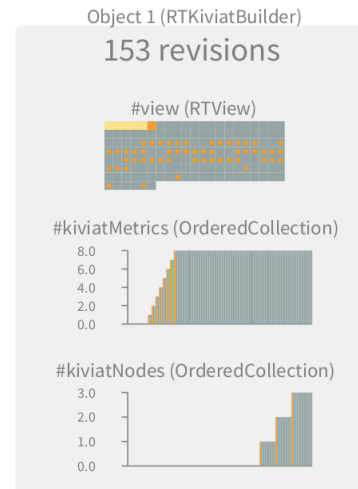 Object 1 (RTKiviatBuilder)
153 revisions
#view (RTView)
#kiviatMetrics (OrderedCollection)
8.0
6.0
4.0
2.0
0.0
#kiviatNodes (OrderedCollection)
3.0
2.0
1.0
0.0